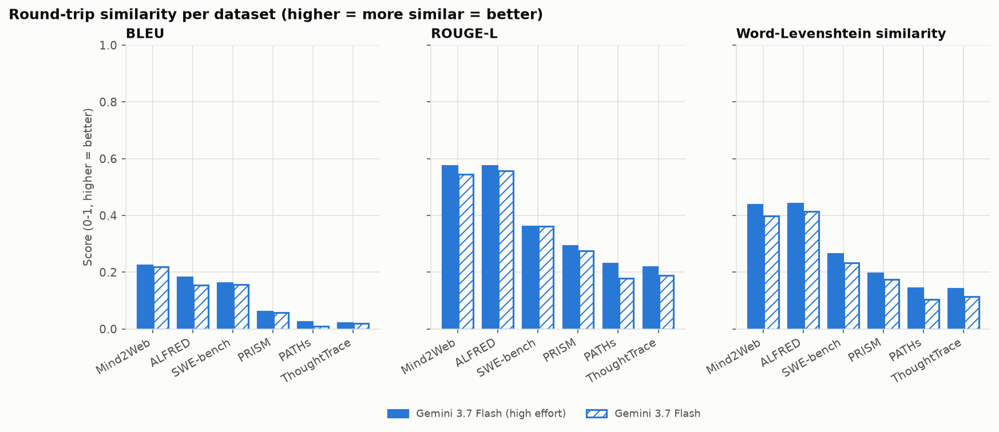 Round-trip similarity per dataset (higher = more similar = better)
BLEU
ROUGE-L
Word-Levenshtein similarity
Score (0-1, higher = better)
1.0
0.8
0.6
0.4
0.2
0.0
Mind2Web
ALFRED
SWE-bench
PRISM
PATHs
ThoughtTrace
Mind2Web
ALFRED
SWE-bench
PRISM
PATHs
ThoughtTrace
Mind2Web
ALFRED
SWE-bench
PRISM
PATHs
ThoughtTrace
Gemini 3.7 Flash (high effort)
Gemini 3.7 Flash